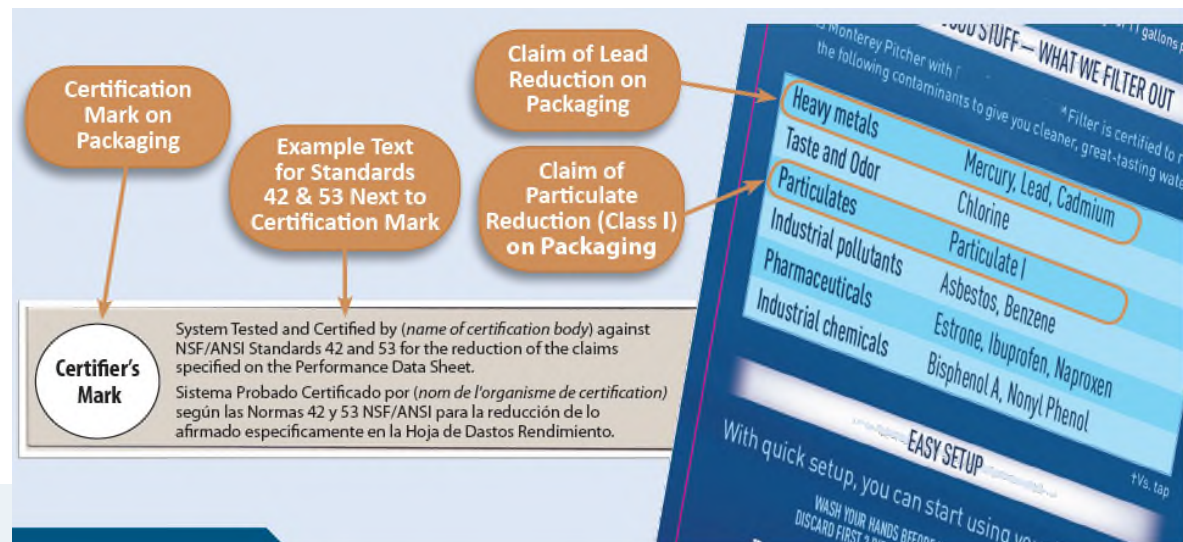 Certification
Mark on
Packaging
Example Text
for Standards
42 & 53 Next to
Certification Mark
Claim of Lead
Reduction on
Packaging
Claim of
Particulate
Reduction (Class I)
on Packaging
Certifier's
Mark
System Tested and Certified by (name of certification body) against
NSF/ANSI Standards 42 and 53 for the reduction of the claims
specified on the Performance Data Sheet.
Sistema Probado Certificado por (nom de l'organisme de certification)
según las Normas 42 y 53 NSF/ANSI para la reducción de lo
afirmado especificamente en la Hoja de Dastos Rendimiento.
11 gallons
STUFF — WHAT WE FILTER OUT
Monterey Pitcher with
*Filter is certified to
the following contaminants to give you cleaner, great-tasting
Heavy metals Mercury, Lead, Cadmium
Taste and Odor Chlorine
Particulates Particulate I
Industrial pollutants Asbestos, Benzene
Pharmaceuticals Estrone, Ibuprofen, Naproxen
Industrial chemicals Bisphenol A, Nonyl Phenol
†Vs. tap
EASY SETUP
With quick setup, you can start using
WASH YOUR HANDS BEFORE
DISCARD FIRST